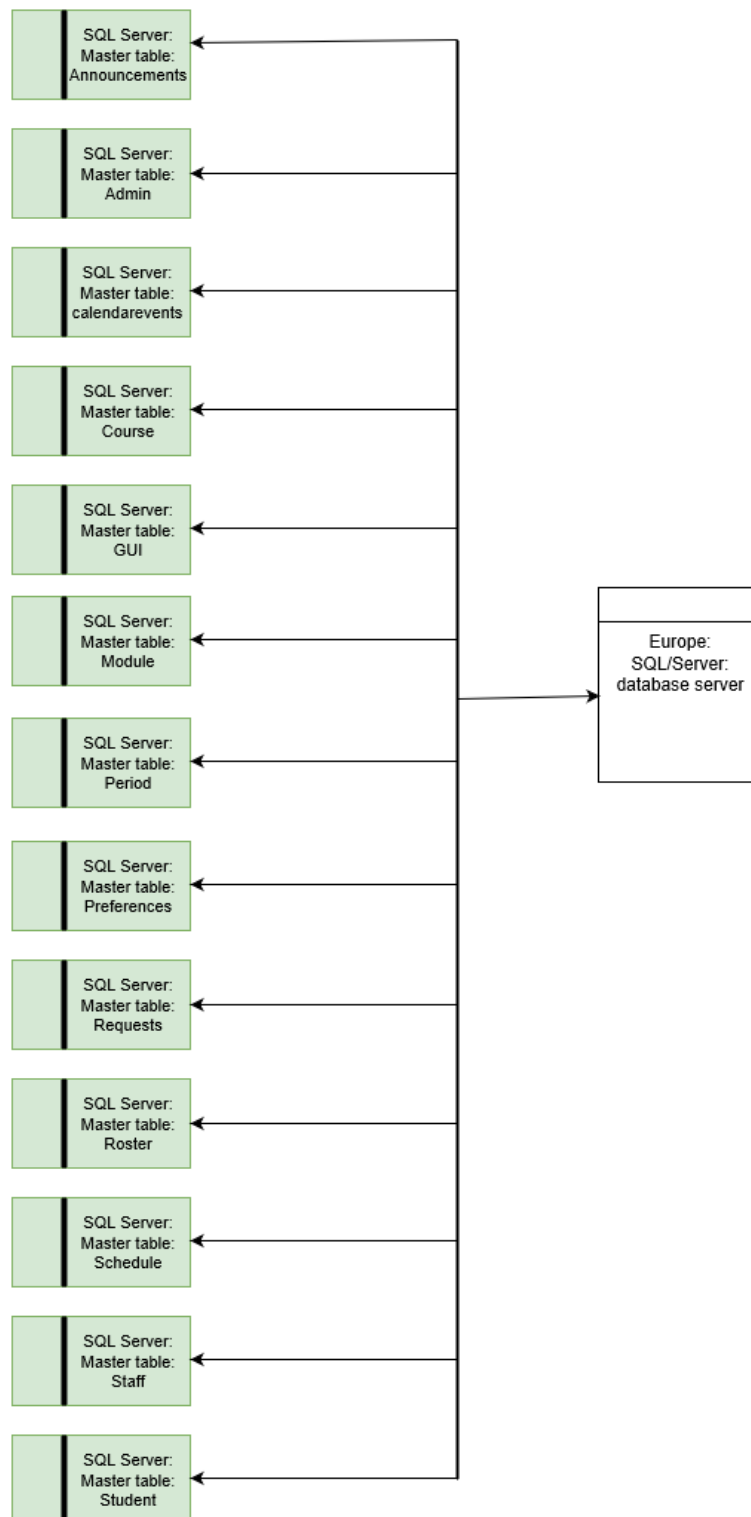 SQL Server:
Master table:
Announcements
SQL Server:
Master table:
Admin
SQL Server:
Master table:
calendarevents
SQL Server:
Master table:
Course
SQL Server:
Master table:
GUI
SQL Server:
Master table:
Module
Europe:
SQL/Server:
database server
SQL Server:
Master table:
Period
SQL Server:
Master table:
Preferences
SQL Server:
Master table:
Requests
SQL Server:
Master table:
Roster
SQL Server:
Master table:
Schedule
SQL Server:
Master table:
Staff
SQL Server:
Master table:
Student